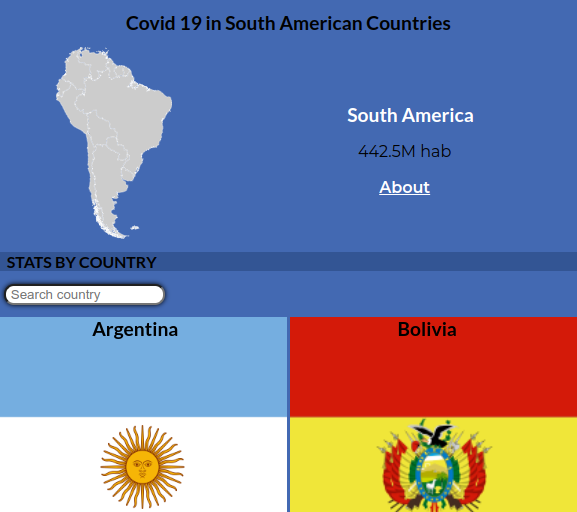 Covid 19 in South American Countries
South America
442.5M hab
About
STATS BY COUNTRY
Search country
Argentina
Bolivia